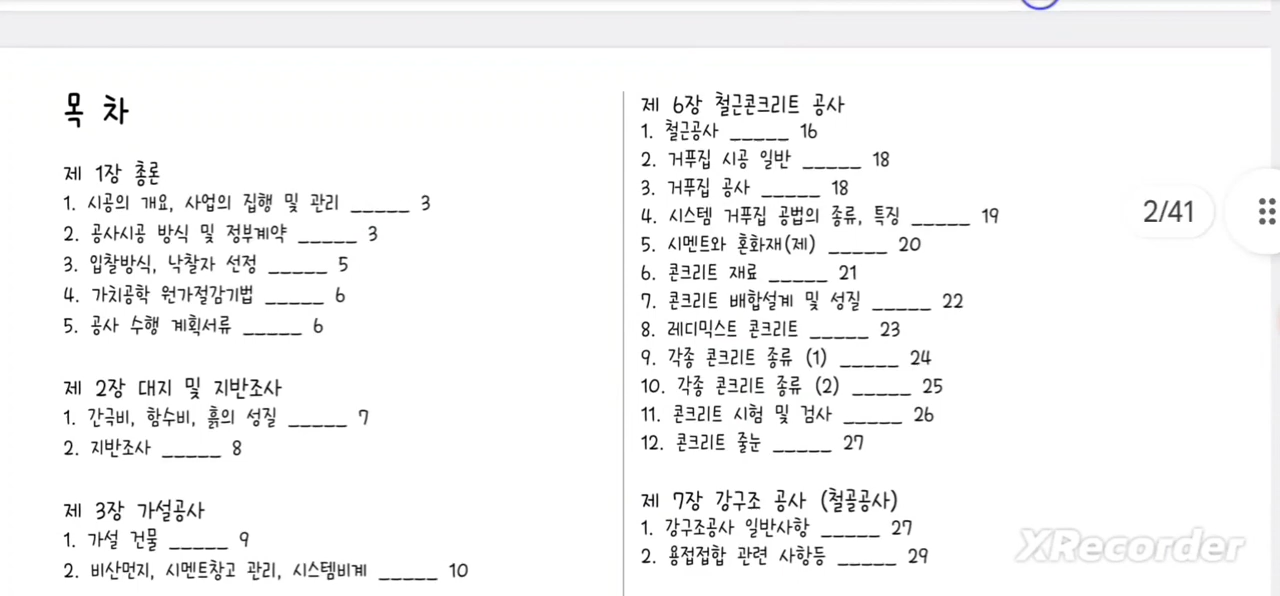 목 차
제 1장 총론
1. 시공의 개요, 사업의 집행 및 관리 _____ 3
2. 공사시공 방식 및 정부계약 _____ 3
3. 입찰방식, 낙찰자 선정 _____ 5
4. 가치공학 원가절감기법 _____ 6
5. 공사 수행 계획서류 _____ 6
제 2장 대지 및 지반조사
1. 간극비, 함수비, 흙의 성질 _____ 7
2. 지반조사 _____ 8
제 3장 가설공사
1. 가설 건물 _____ 9
2. 비산먼지, 시멘트창고 관리, 시스템비계 _____ 10
제 6장 철근콘크리트 공사
1. 철근공사 _____ 16
2. 거푸집 시공 일반 _____ 18
3. 거푸집 공사 _____ 18
4. 시스템 거푸집 공법의 종류, 특징 _____ 19
5. 시멘트와 혼화재(제) _____ 20
6. 콘크리트 재료 _____ 21
7. 콘크리트 배합설계 및 성질 _____ 22
8. 레디믹스트 콘크리트 _____ 23
9. 각종 콘크리트 종류 (1) _____ 24
10. 각종 콘크리트 종류 (2) _____ 25
11. 콘크리트 시험 및 검사 _____ 26
12. 콘크리트 줄눈 _____ 27
제 7장 강구조 공사 (철골공사)
1. 강구조공사 일반사항 _____ 27
2. 용접접합 관련 사항등 _____ 29
2/41
XRecorder